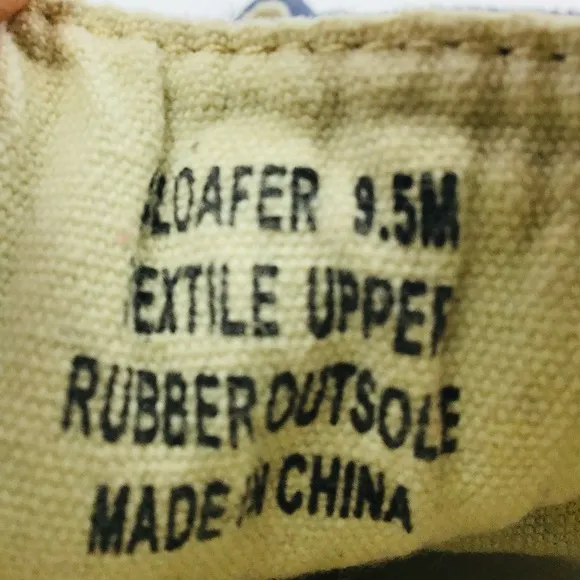 LOAFER 9.5M
TEXTILE UPPER
RUBBER OUTSOLE
MADE IN CHINA